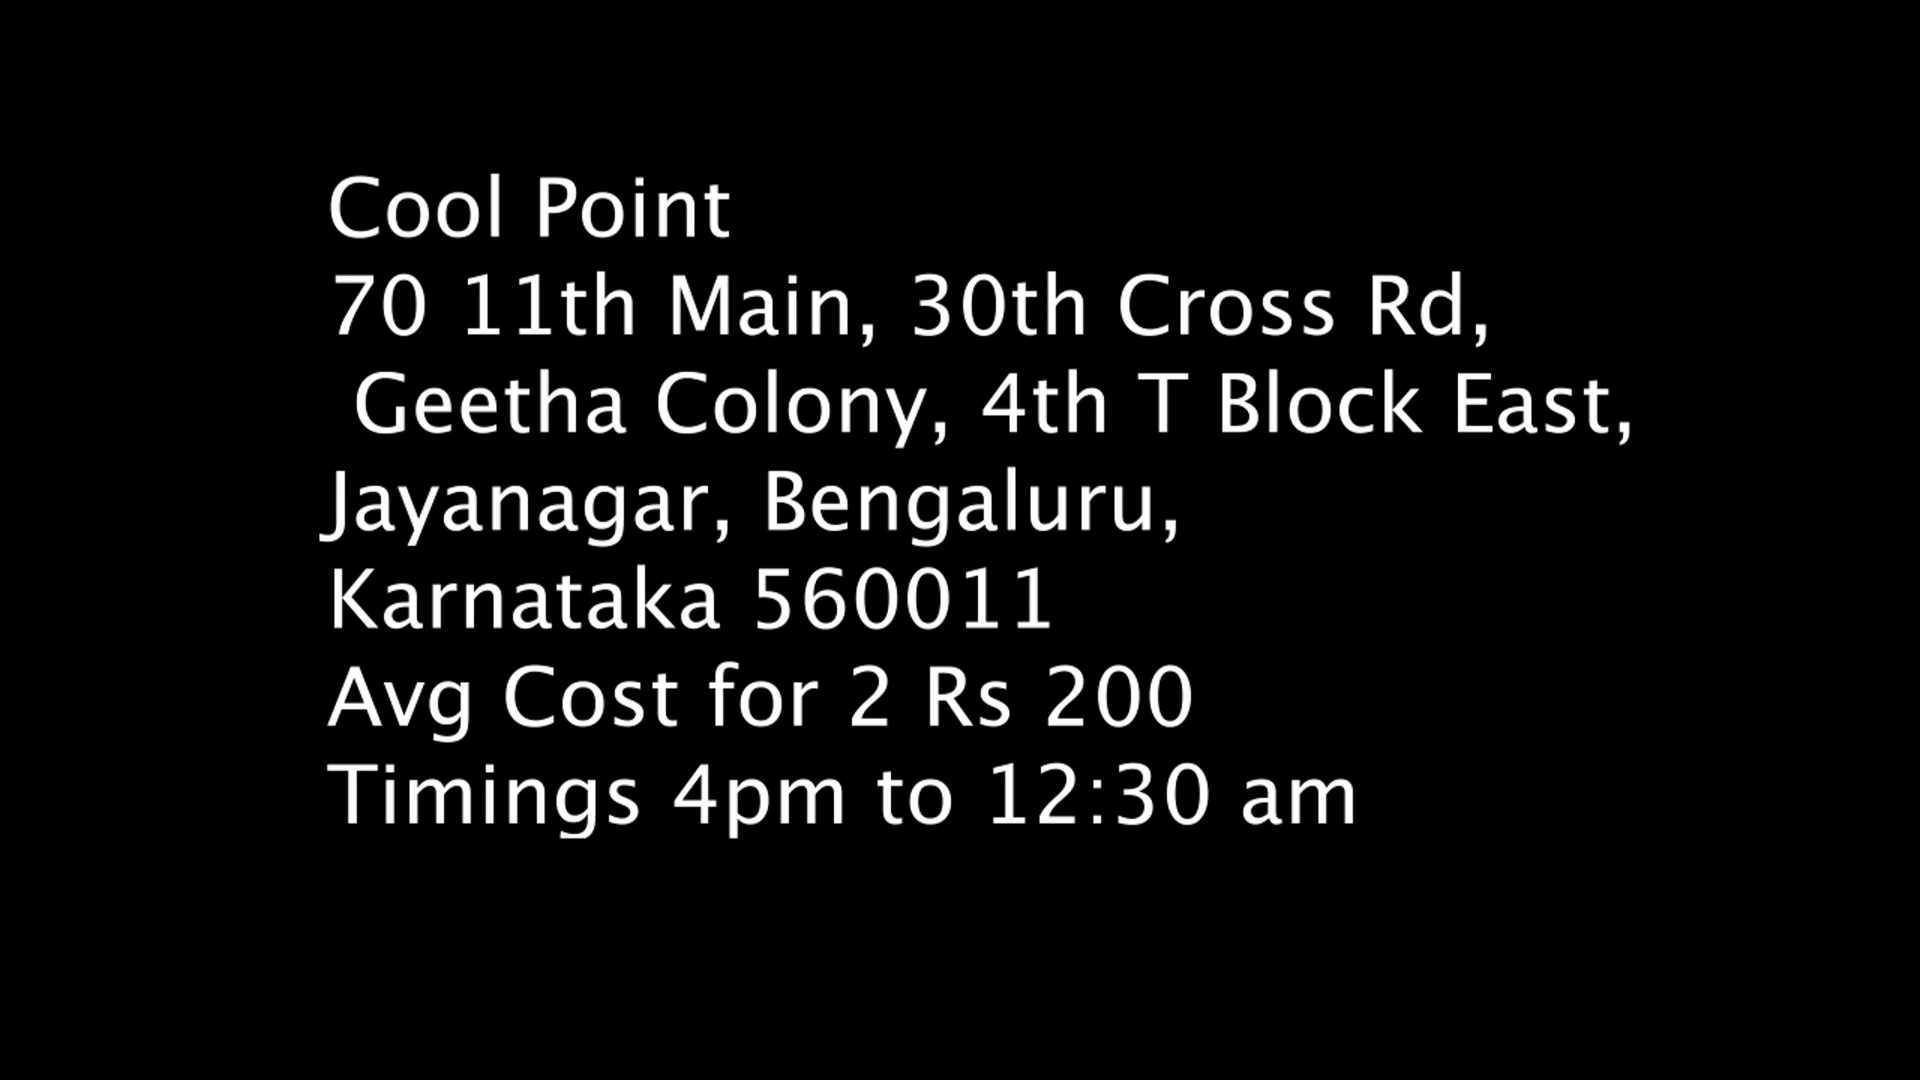 Cool Point
70 11th Main, 30th Cross Rd,
Geetha Colony, 4th T Block East,
Jayanagar, Bengaluru,
Karnataka 560011
Avg Cost for 2 Rs 200
Timings 4pm to 12:30 am